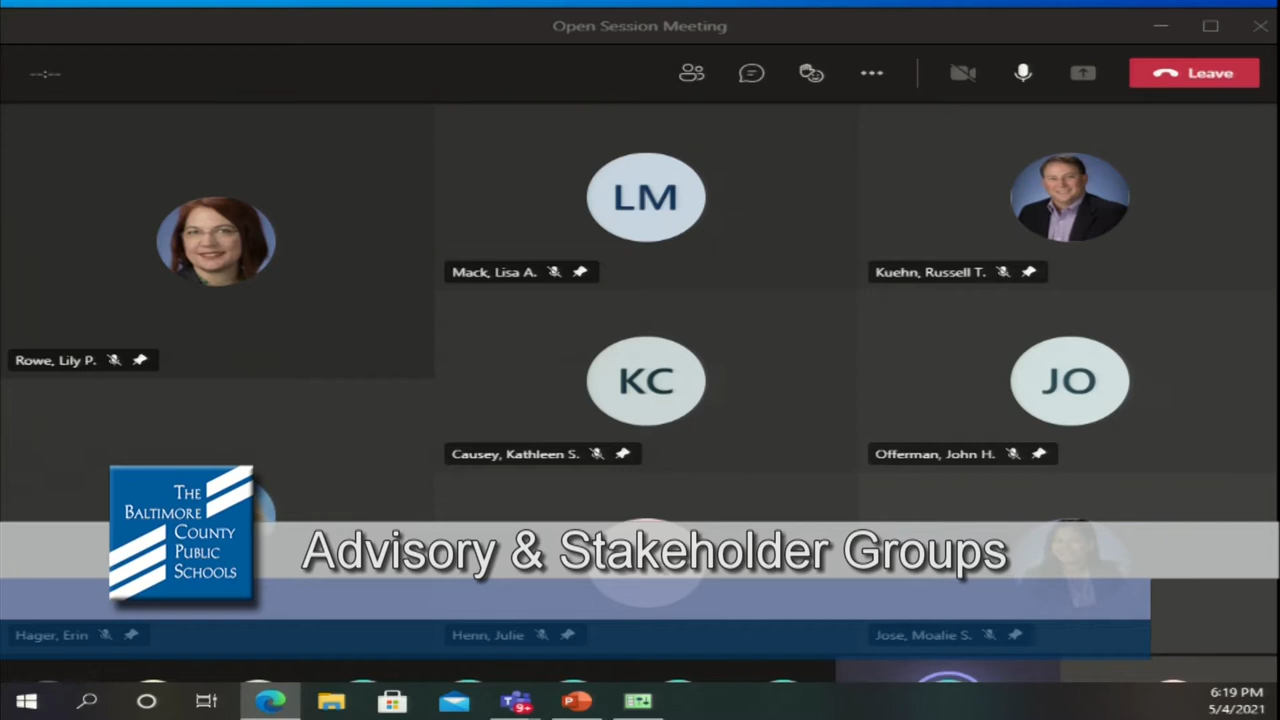 Open Session Meeting
--:--
Leave
LM
Mack, Lisa A.
Kuehn, Russell T.
Rowe, Lily P.
KC
JO
Causey, Kathleen S.
Offerman, John H.
THE
BALTIMORE
COUNTY
PUBLIC
SCHOOLS
Advisory & Stakeholder Groups
Hager, Erin
Henn, Julie
Jose, Moalie S.
9+
6:19 PM
5/4/2021